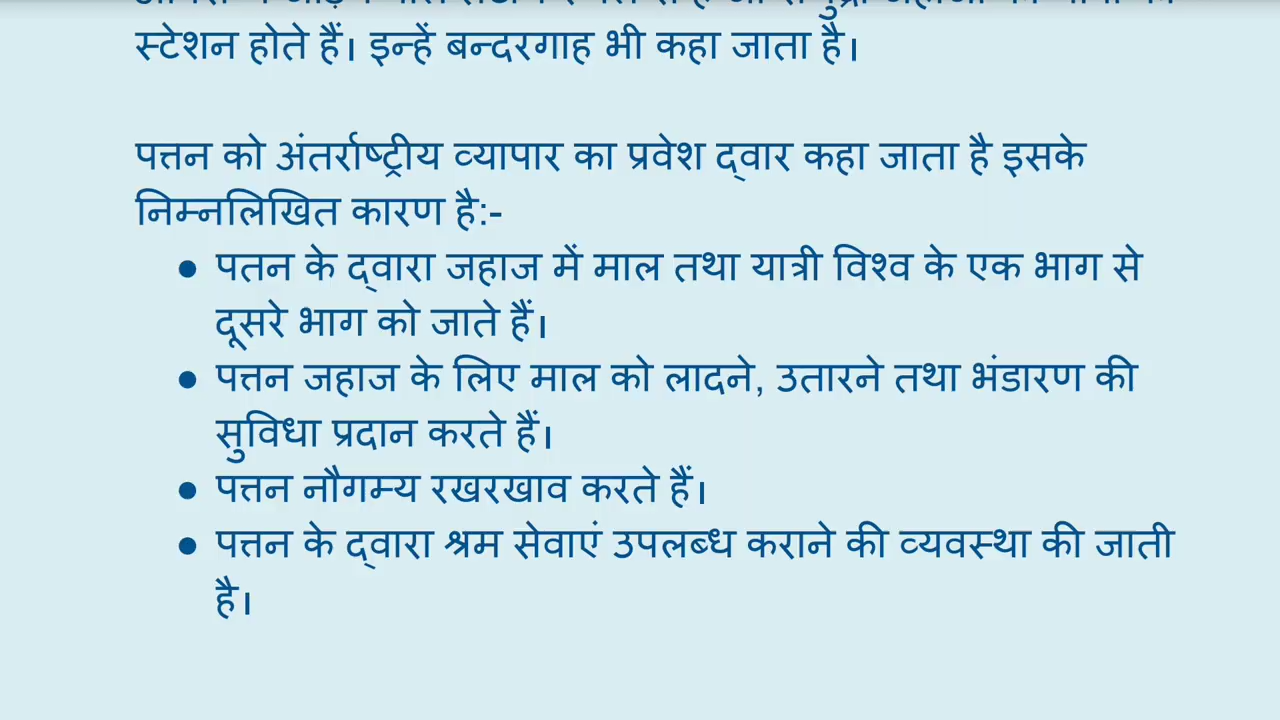 स्टेशन होते हैं। इन्हें बन्दरगाह भी कहा जाता है।
पत्तन को अंतर्राष्ट्रीय व्यापार का प्रवेश द्वार कहा जाता है इसके
निम्नलिखित कारण है:-
● पतन के द्वारा जहाज में माल तथा यात्री विश्व के एक भाग से
दूसरे भाग को जाते हैं।
● पत्तन जहाज के लिए माल को लादने, उतारने तथा भंडारण की
सुविधा प्रदान करते हैं।
● पत्तन नौगम्य रखरखाव करते हैं।
● पत्तन के द्वारा श्रम सेवाएं उपलब्ध कराने की व्यवस्था की जाती
है।